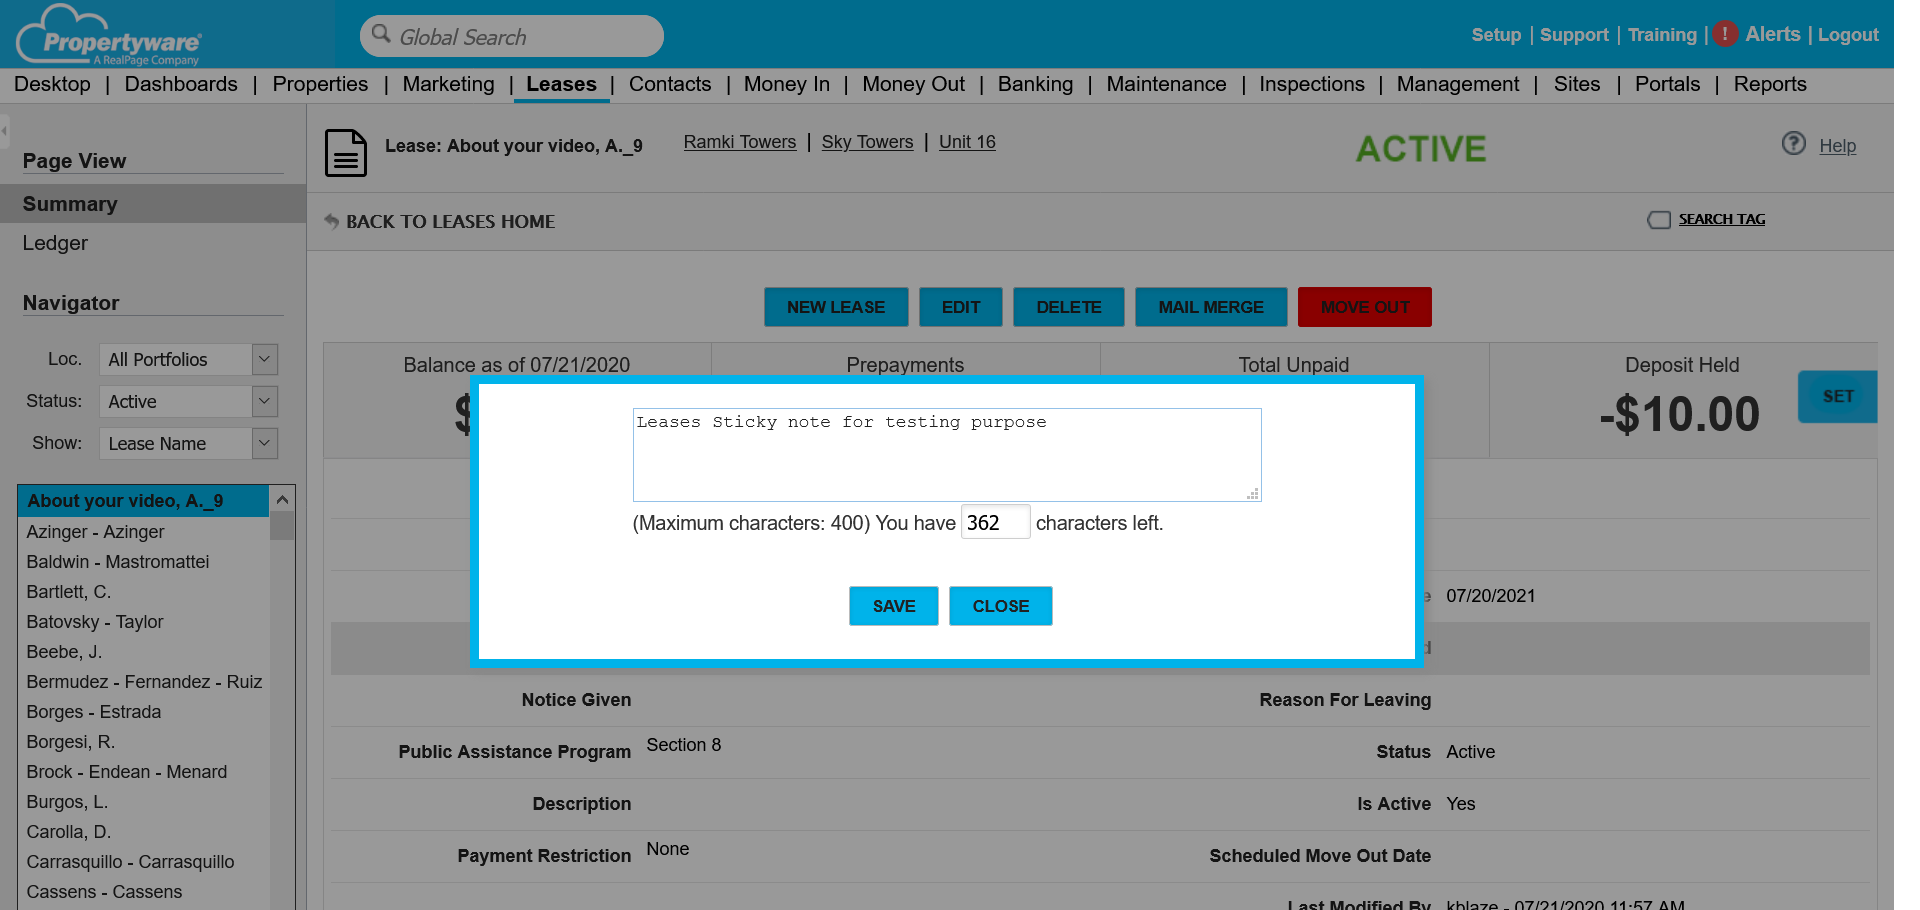 Propertyware®
A RealPage Company
Global Search
Setup | Support | Training | ! Alerts | Logout
Desktop | Dashboards | Properties | Marketing | Leases | Contacts | Money In | Money Out | Banking | Maintenance | Inspections | Management | Sites | Portals | Reports
Page View
Summary
Ledger
Navigator
Loc. All Portfolios
Status: Active
Show: Lease Name
About your video, A._9
Azinger - Azinger
Baldwin - Mastromattei
Bartlett, C.
Batovsky - Taylor
Beebe, J.
Bermudez - Fernandez - Ruiz
Borges - Estrada
Borgesi, R.
Brock - Endean - Menard
Burgos, L.
Carolla, D.
Carrasquillo - Carrasquillo
Cassens - Cassens
Lease: About your video, A._9 Ramki Towers | Sky Towers | Unit 16
ACTIVE
? Help
BACK TO LEASES HOME
SEARCH TAG
NEW LEASE EDIT DELETE MAIL MERGE MOVE OUT
Balance as of 07/21/2020 Prepayments Total Unpaid Deposit Held
$ -$10.00 SET
Leases Sticky note for testing purpose
(Maximum characters: 400) You have 362 characters left.
SAVE CLOSE
e 07/20/2021
d
Notice Given Reason For Leaving
Public Assistance Program Section 8 Status Active
Description Is Active Yes
Payment Restriction None Scheduled Move Out Date
Last Modified By kblaze - 07/21/2020 11:57 AM